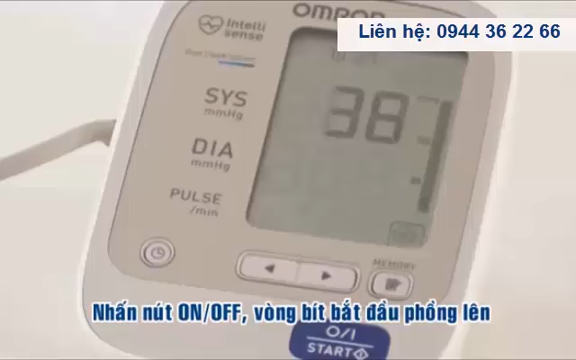 Intelli
sense
OMRON
Liên hệ: 0944 36 22 66
SYS
mmHg
38
DIA
mmHg
PULSE
/min
MEMORY
Nhấn nút ON/OFF, vòng bít bắt đầu phồng lên
O/I
START